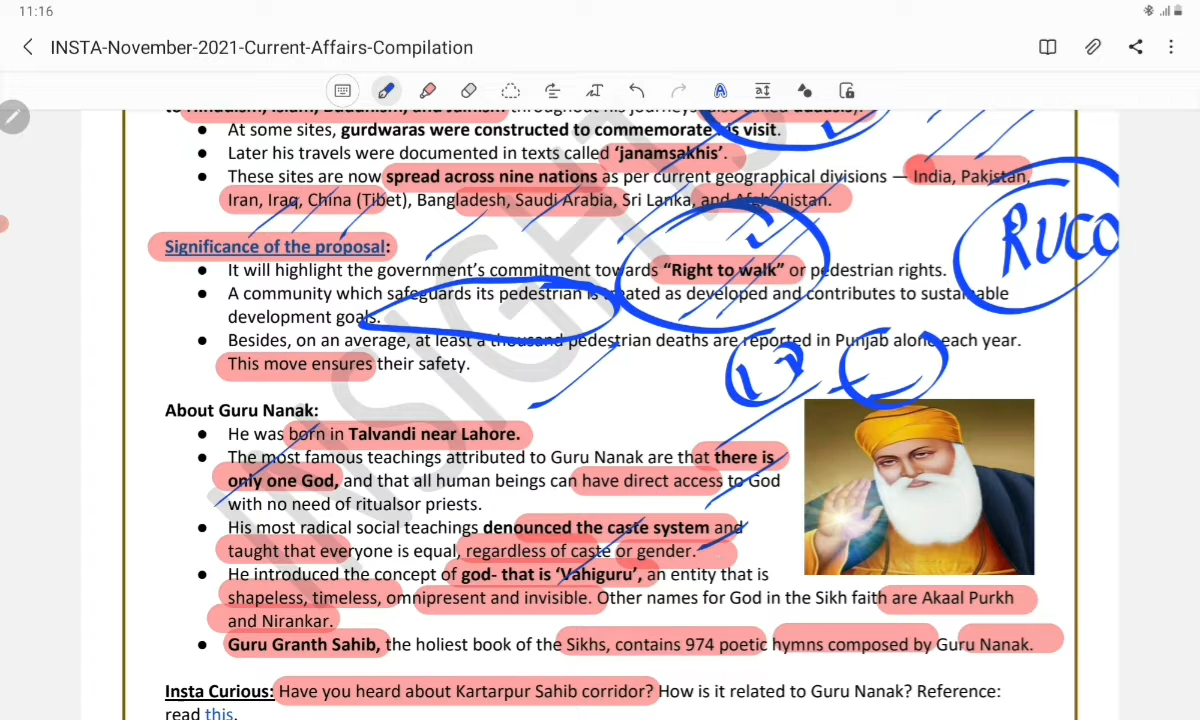 11:16
INSTA-November-2021-Current-Affairs-Compilation
● At some sites, gurdwaras were constructed to commemorate his visit.
● Later his travels were documented in texts called ‘janamsakhis’.
● These sites are now spread across nine nations as per current geographical divisions — India, Pakistan,
Iran, Iraq, China (Tibet), Bangladesh, Saudi Arabia, Sri Lanka, and Afghanistan.
Significance of the proposal:
RUCO
● It will highlight the government’s commitment towards “Right to walk” or pedestrian rights.
● A community which safeguards its pedestrian is treated as developed and contributes to sustainable
development goals.
● Besides, on an average, at least a thousand pedestrian deaths are reported in Punjab alone each year.
This move ensures their safety.
About Guru Nanak:
● He was born in Talvandi near Lahore.
● The most famous teachings attributed to Guru Nanak are that there is
only one God, and that all human beings can have direct access to God
with no need of ritualsor priests.
● His most radical social teachings denounced the caste system and
taught that everyone is equal, regardless of caste or gender.
● He introduced the concept of god- that is ‘Vahiguru’, an entity that is
shapeless, timeless, omnipresent and invisible. Other names for God in the Sikh faith are Akaal Purkh
and Nirankar.
● Guru Granth Sahib, the holiest book of the Sikhs, contains 974 poetic hymns composed by Guru Nanak.
Insta Curious: Have you heard about Kartarpur Sahib corridor? How is it related to Guru Nanak? Reference:
read this.